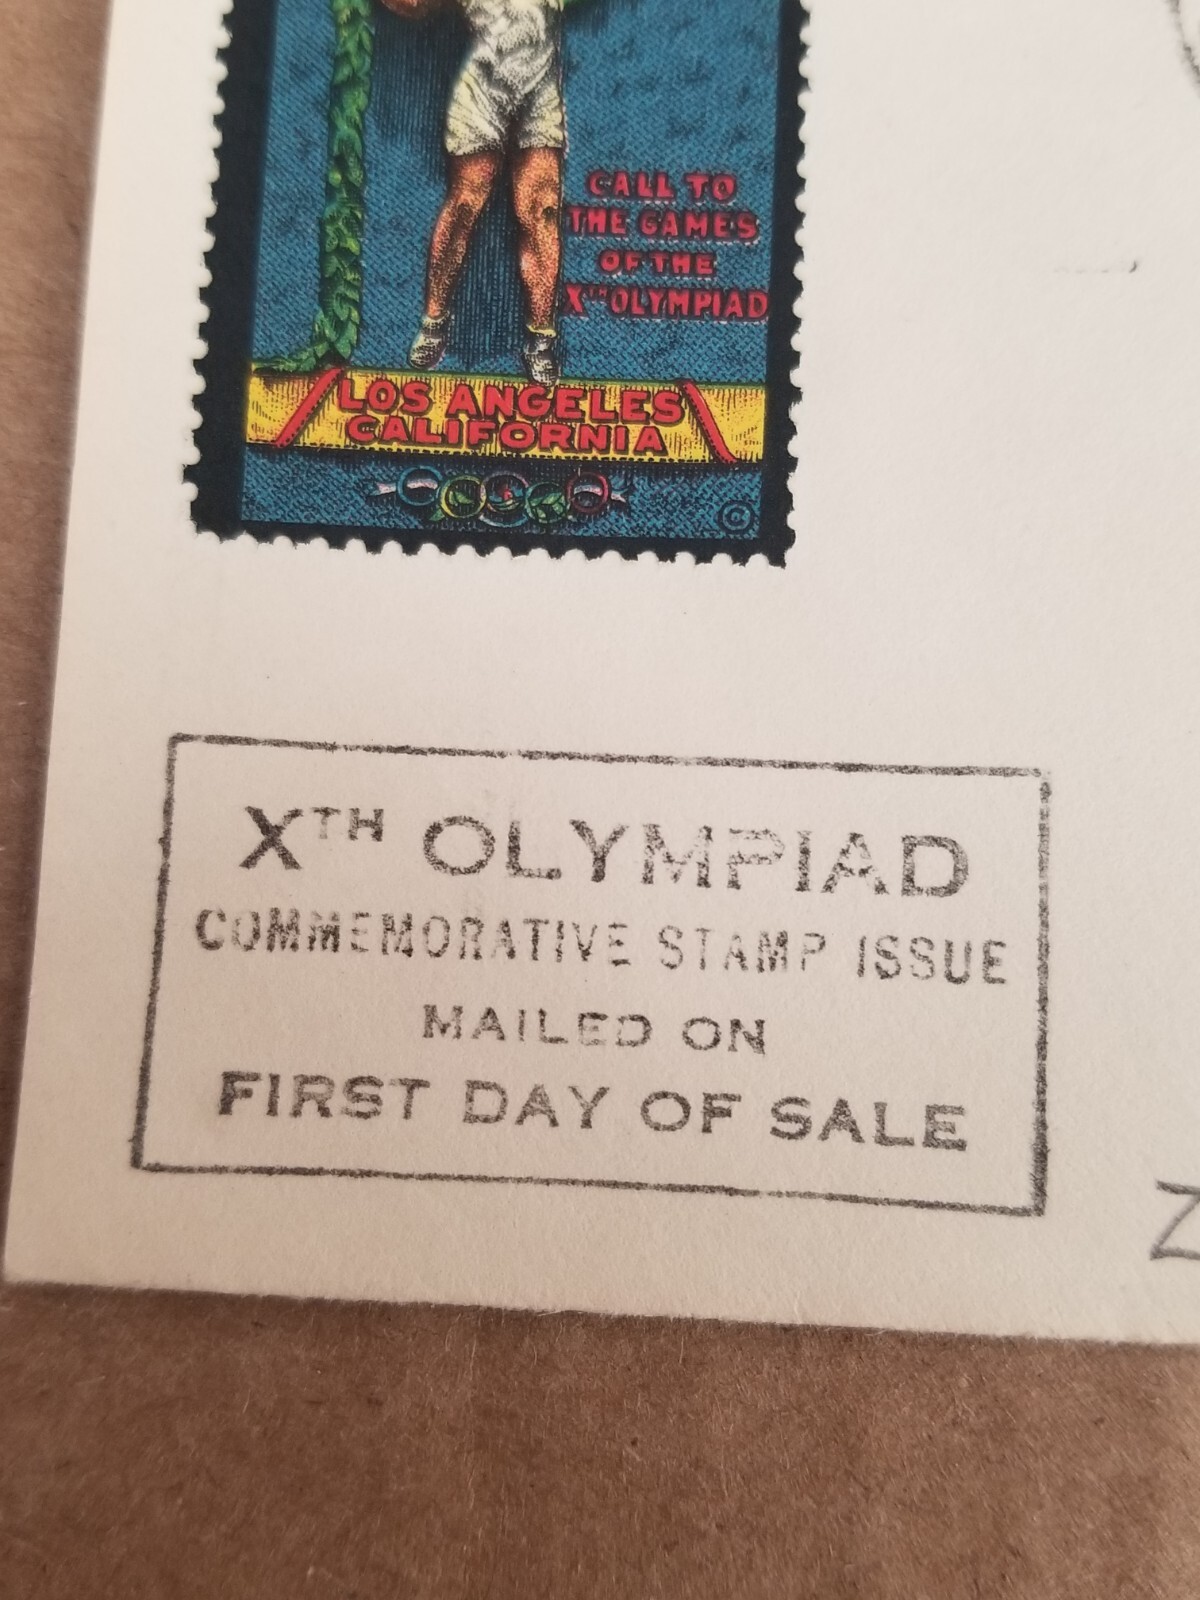 CALL TO
THE GAMES
OF THE
XTH OLYMPIAD
LOS ANGELES
CALIFORNIA
©
XTH OLYMPIAD
COMMEMORATIVE STAMP ISSUE
MAILED ON
FIRST DAY OF SALE